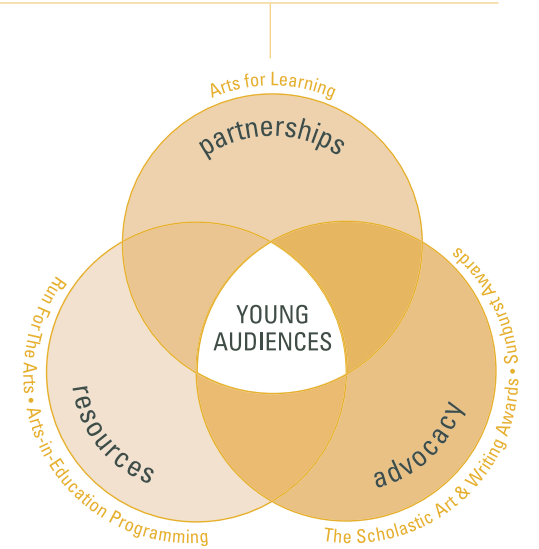 Arts for Learning
partnerships
YOUNG
AUDIENCES
resources
advocacy
Run For The Arts • Arts-in-Education Programming
The Scholastic Art & Writing Awards • Sunburst Awards